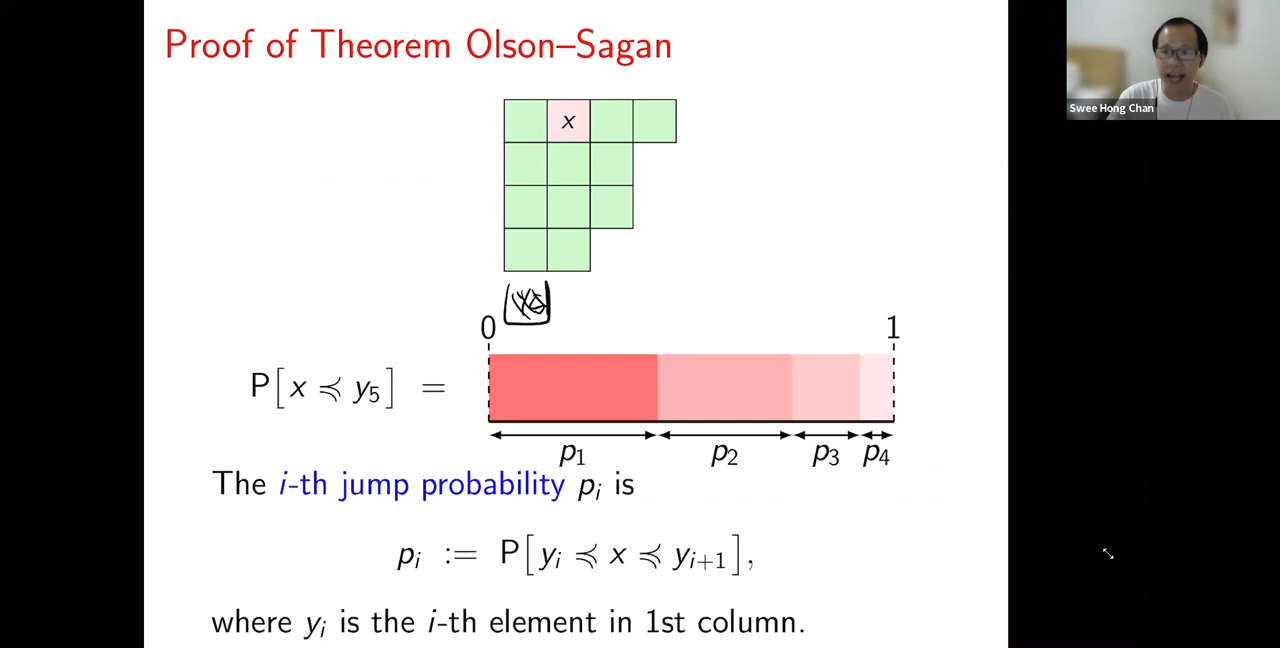 Proof of Theorem Olson–Sagan
Swee Hong Chan
x
0 1
P[x ≼ y₅] =
p₁ p₂ p₃ p₄
The i-th jump probability pᵢ is
pᵢ := P[yᵢ ≼ x ≼ yᵢ₊₁],
where yᵢ is the i-th element in 1st column.